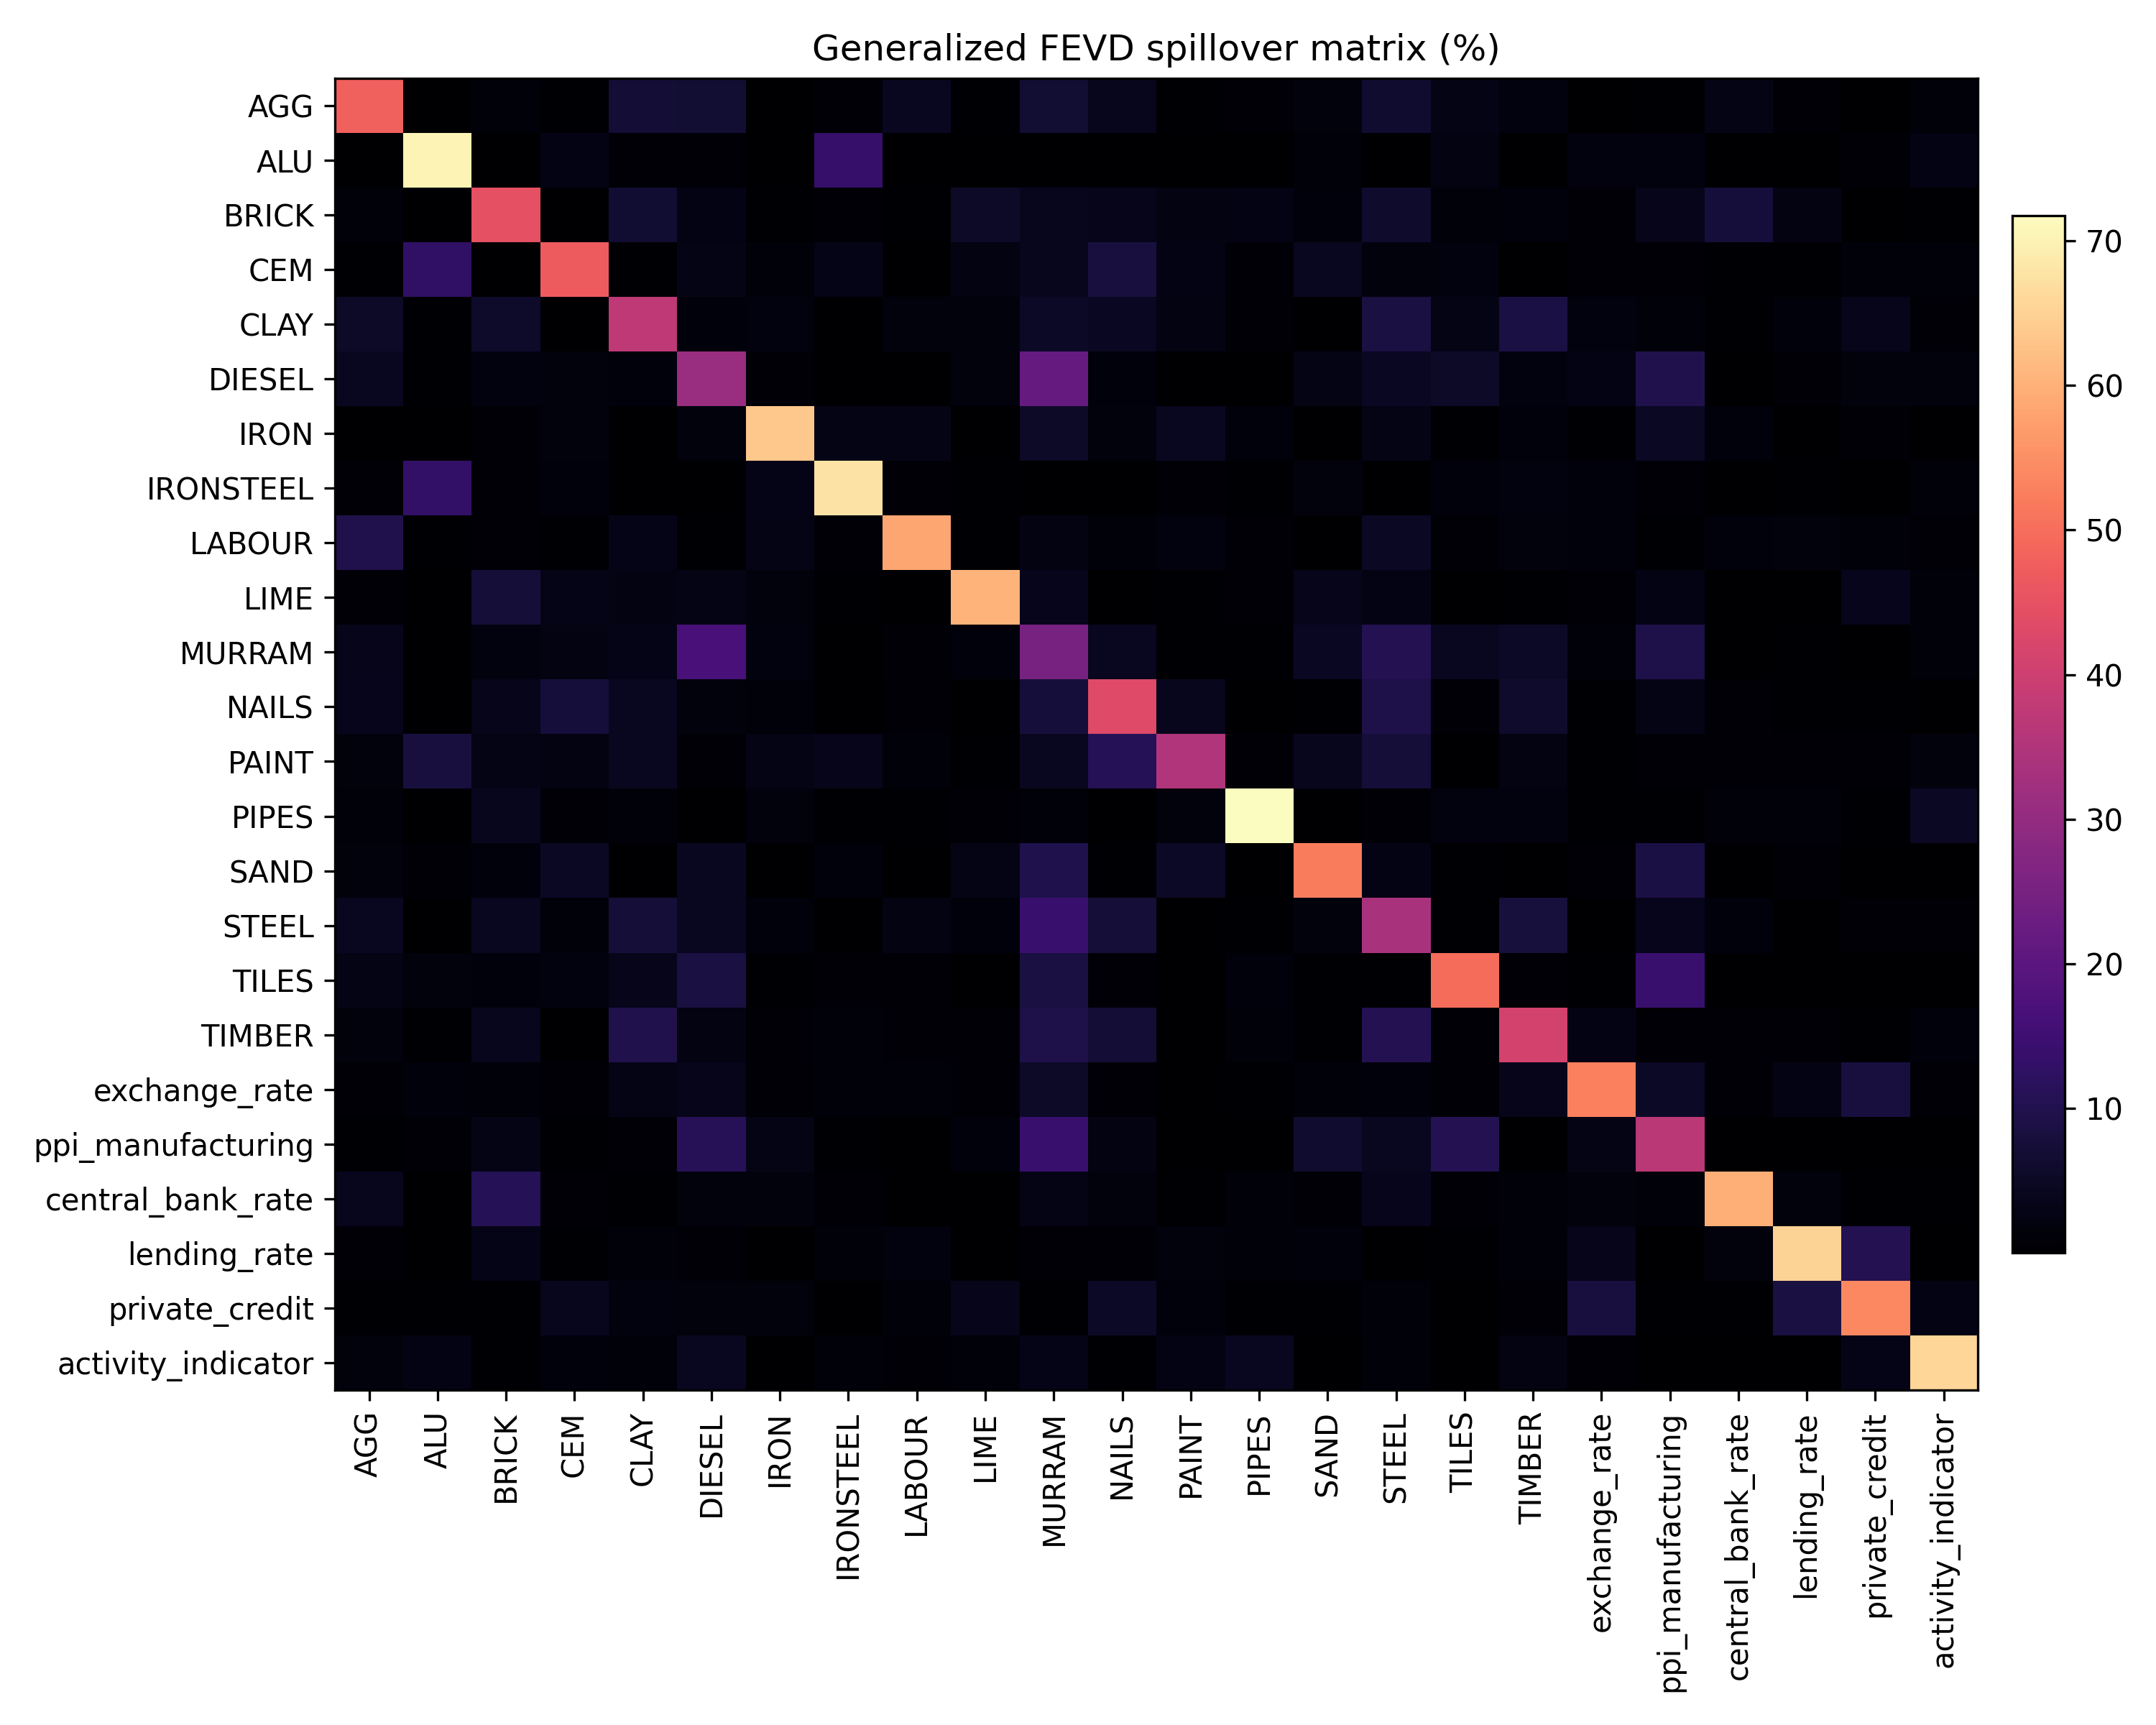 Generalized FEVD spillover matrix (%)
AGG
ALU
BRICK
CEM
CLAY
DIESEL
IRON
IRONSTEEL
LABOUR
LIME
MURRAM
NAILS
PAINT
PIPES
SAND
STEEL
TILES
TIMBER
exchange_rate
ppi_manufacturing
central_bank_rate
lending_rate
private_credit
activity_indicator
AGG
ALU
BRICK
CEM
CLAY
DIESEL
IRON
IRONSTEEL
LABOUR
LIME
MURRAM
NAILS
PAINT
PIPES
SAND
STEEL
TILES
TIMBER
exchange_rate
ppi_manufacturing
central_bank_rate
lending_rate
private_credit
activity_indicator
70
60
50
40
30
20
10